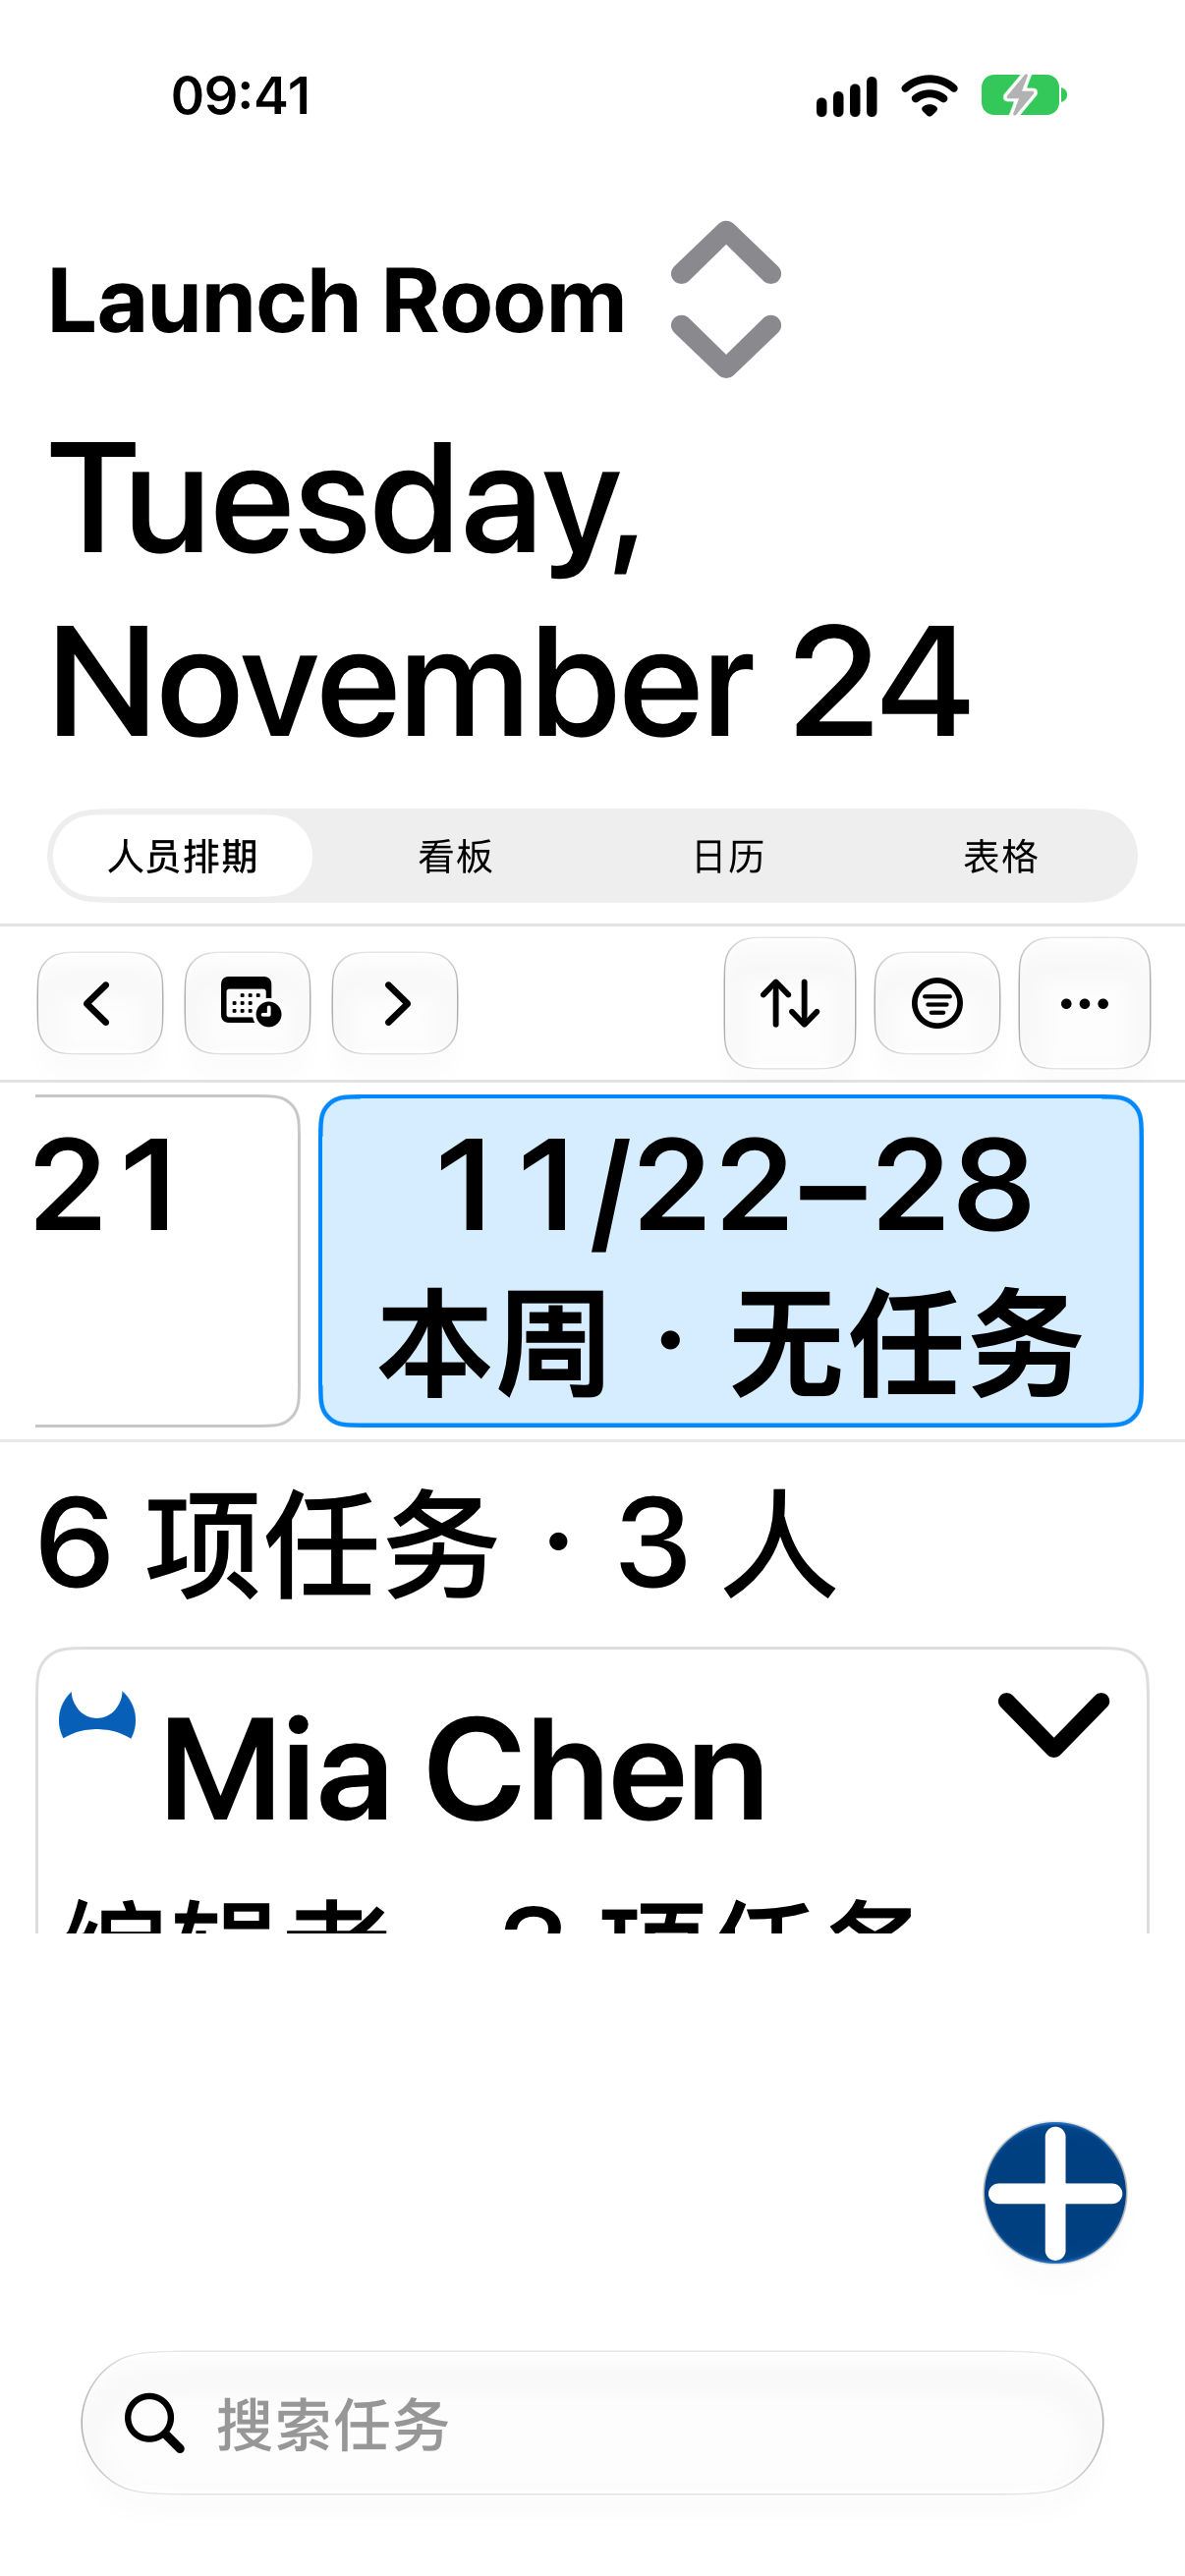 09:41
Launch Room
Tuesday,
November 24
人员排期 看板 日历 表格
21
11/22–28
本周 · 无任务
6 项任务 · 3 人
Mia Chen
搜索任务